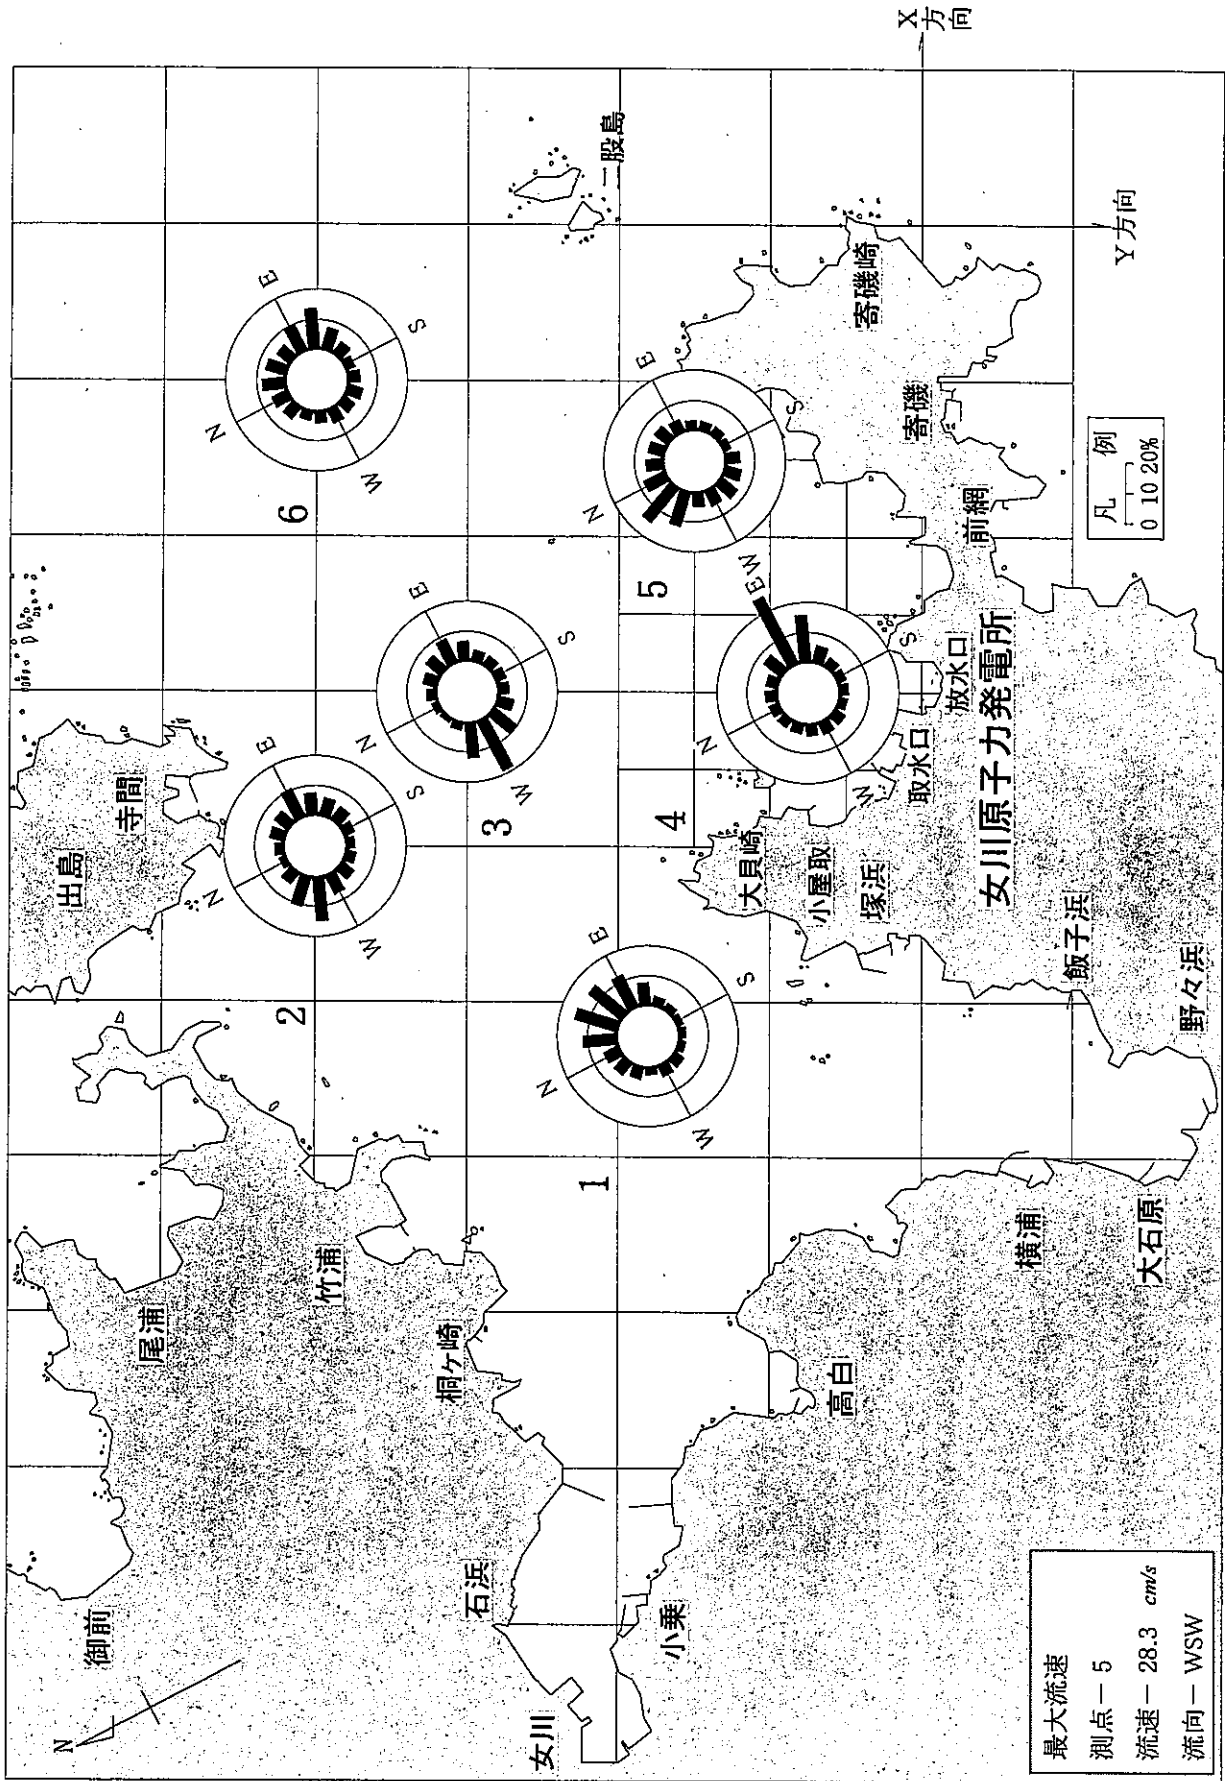 X方向
Y方向
二股島
寄磯崎
寄磯
前網
凡 例
0 10 20%
出島
寺間
大貝崎
小屋取
塚浜
取水口
放水口
女川原子力発電所
飯子浜
野々浜
尾浦
竹浦
桐ケ崎
高白
横浦
大石原
御前
石浜
小乗
女川
N
1
N
E
S
W
2
N
E
S
W
3
N
E
S
W
4
N
E
S
W
5
N
E
S
W
6
N
E
S
W
最大流速
測点－5
流速－28.3 cm/s
流向－WSW